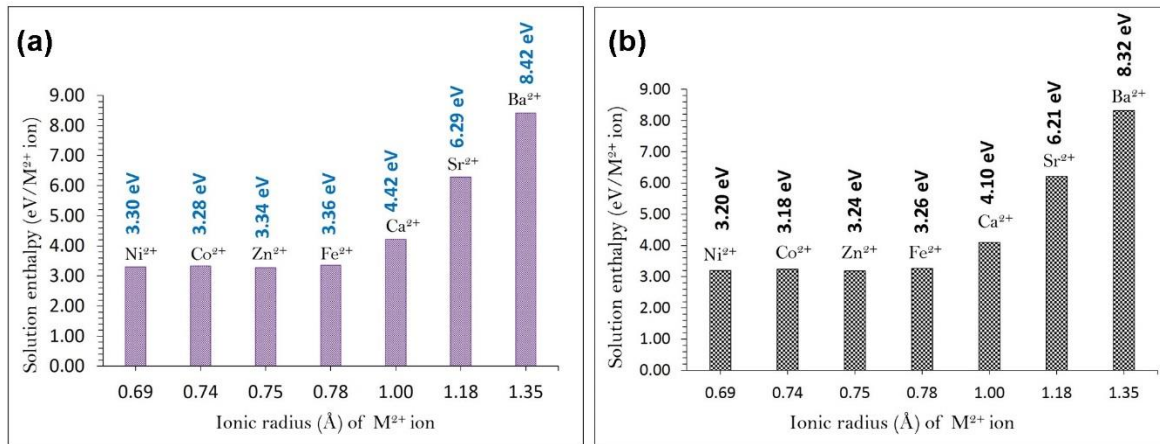 (a)
Solution enthalpy (eV/M²⁺ ion)
9.00
8.00
7.00
6.00
5.00
4.00
3.00
2.00
1.00
0.00
3.30 eV
3.28 eV
3.34 eV
3.36 eV
4.42 eV
6.29 eV
8.42 eV
Ni²⁺
Co²⁺
Zn²⁺
Fe²⁺
Ca²⁺
Sr²⁺
Ba²⁺
0.69 0.74 0.75 0.78 1.00 1.18 1.35
Ionic radius (Å) of M²⁺ ion
(b)
Solution enthalpy (eV/M²⁺ ion)
9.00
8.00
7.00
6.00
5.00
4.00
3.00
2.00
1.00
0.00
3.20 eV
3.18 eV
3.24 eV
3.26 eV
4.10 eV
6.21 eV
8.32 eV
Ni²⁺
Co²⁺
Zn²⁺
Fe²⁺
Ca²⁺
Sr²⁺
Ba²⁺
0.69 0.74 0.75 0.78 1.00 1.18 1.35
Ionic radius (Å) of M²⁺ ion